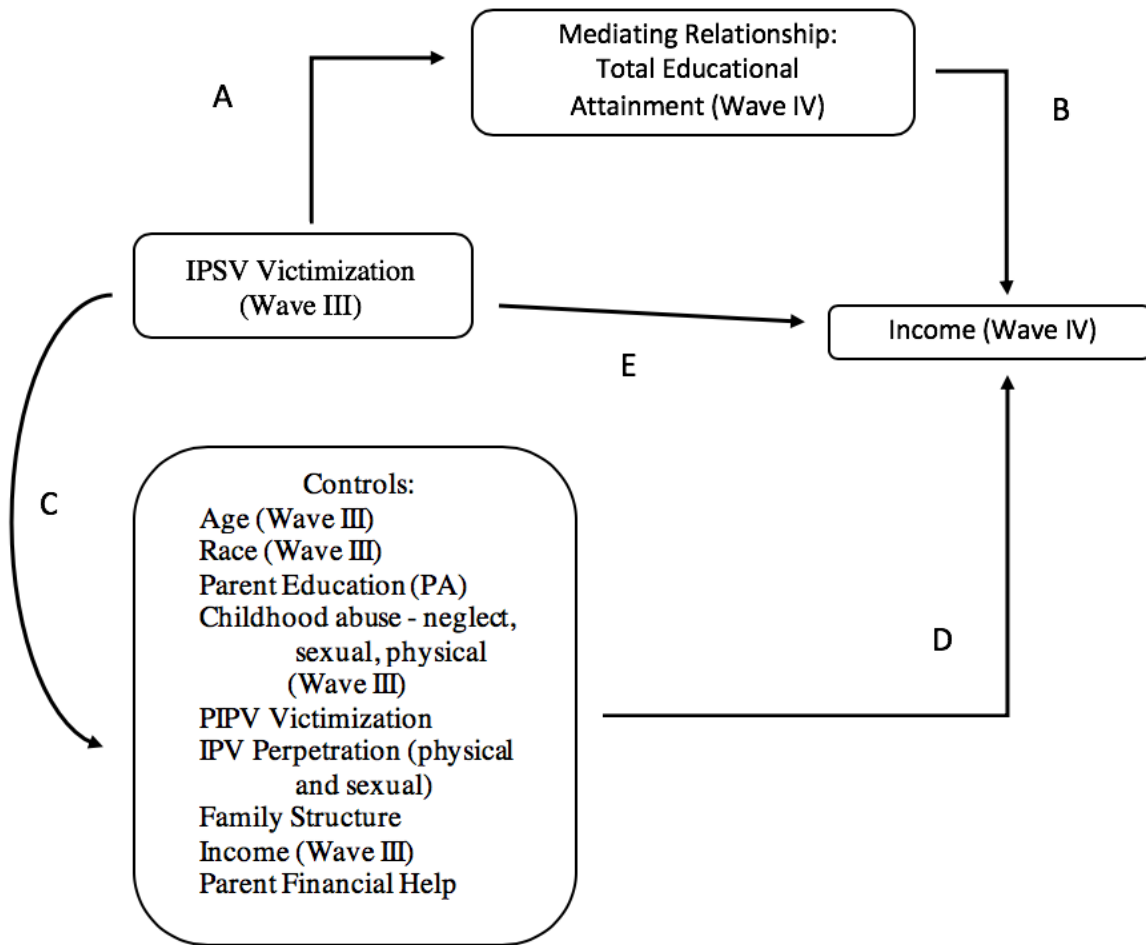 Mediating Relationship:
Total Educational
Attainment (Wave IV)
A
B
IPSV Victimization
(Wave III)
Income (Wave IV)
E
C
Controls:
Age (Wave III)
Race (Wave III)
Parent Education (PA)
Childhood abuse - neglect,
sexual, physical
(Wave III)
PIPV Victimization
IPV Perpetration (physical
and sexual)
Family Structure
Income (Wave III)
Parent Financial Help
D